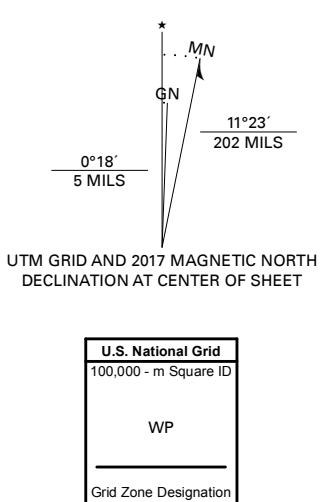 ★
MN
GN
11°23´
202 MILS
0°18´
5 MILS
UTM GRID AND 2017 MAGNETIC NORTH
DECLINATION AT CENTER OF SHEET
U.S. National Grid
100,000 - m Square ID
WP
Grid Zone Designation